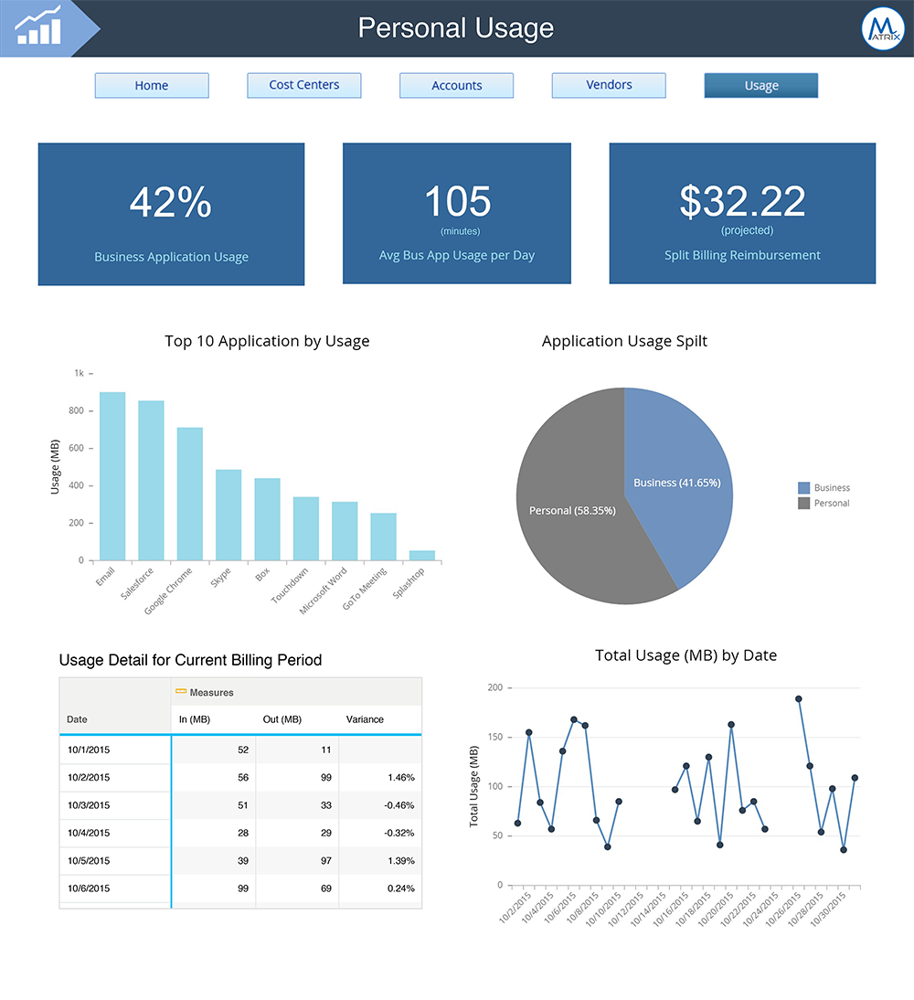 Personal Usage
MATRIX
Home
Cost Centers
Accounts
Vendors
Usage
42%
Business Application Usage
105
(minutes)
Avg Bus App Usage per Day
$32.22
(projected)
Split Billing Reimbursement
Top 10 Application by Usage
1k
800
600
400
200
0
Usage (MB)
Email
Salesforce
Google Chrome
Skype
Box
Touchdown
Microsoft Word
GoTo Meeting
Splashtop
Application Usage Spilt
Business (41.65%)
Personal (58.35%)
Business
Personal
Usage Detail for Current Billing Period
Measures
Date In (MB) Out (MB) Variance
10/1/2015 52 11
10/2/2015 56 99 1.46%
10/3/2015 51 33 -0.46%
10/4/2015 28 29 -0.32%
10/5/2015 39 97 1.39%
10/6/2015 99 69 0.24%
Total Usage (MB) by Date
200
150
100
50
0
Total Usage (MB)
10/2/2015
10/4/2015
10/6/2015
10/8/2015
10/10/2015
10/12/2015
10/14/2015
10/16/2015
10/18/2015
10/20/2015
10/22/2015
10/24/2015
10/26/2015
10/28/2015
10/30/2015